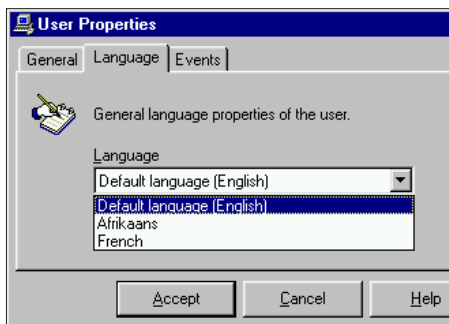 User Properties
General Language Events
General language properties of the user.
Language
Default language (English)
Default language (English)
Afrikaans
French
Accept Cancel Help